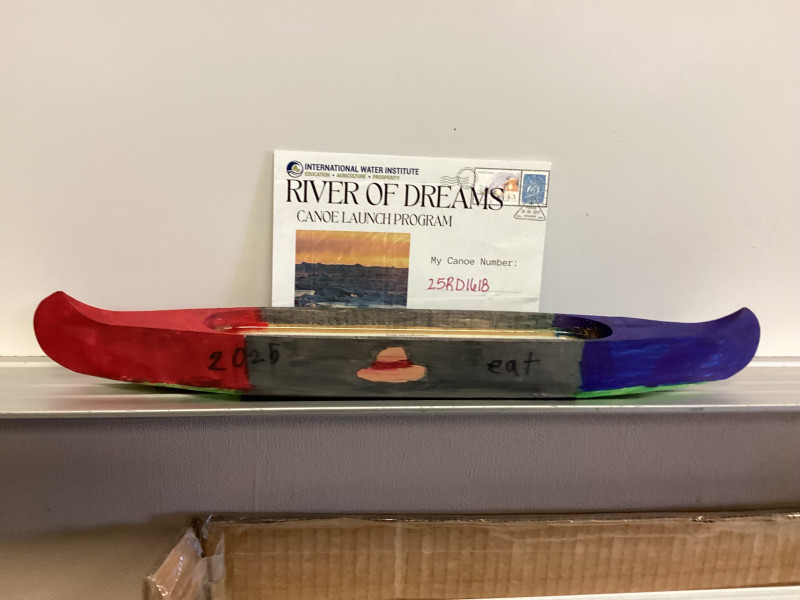 INTERNATIONAL WATER INSTITUTE
EDUCATION • AGRICULTURE • PROSPERITY
RIVER OF DREAMS
CANOE LAUNCH PROGRAM
My Canoe Number:
25RD1618
2025
eat